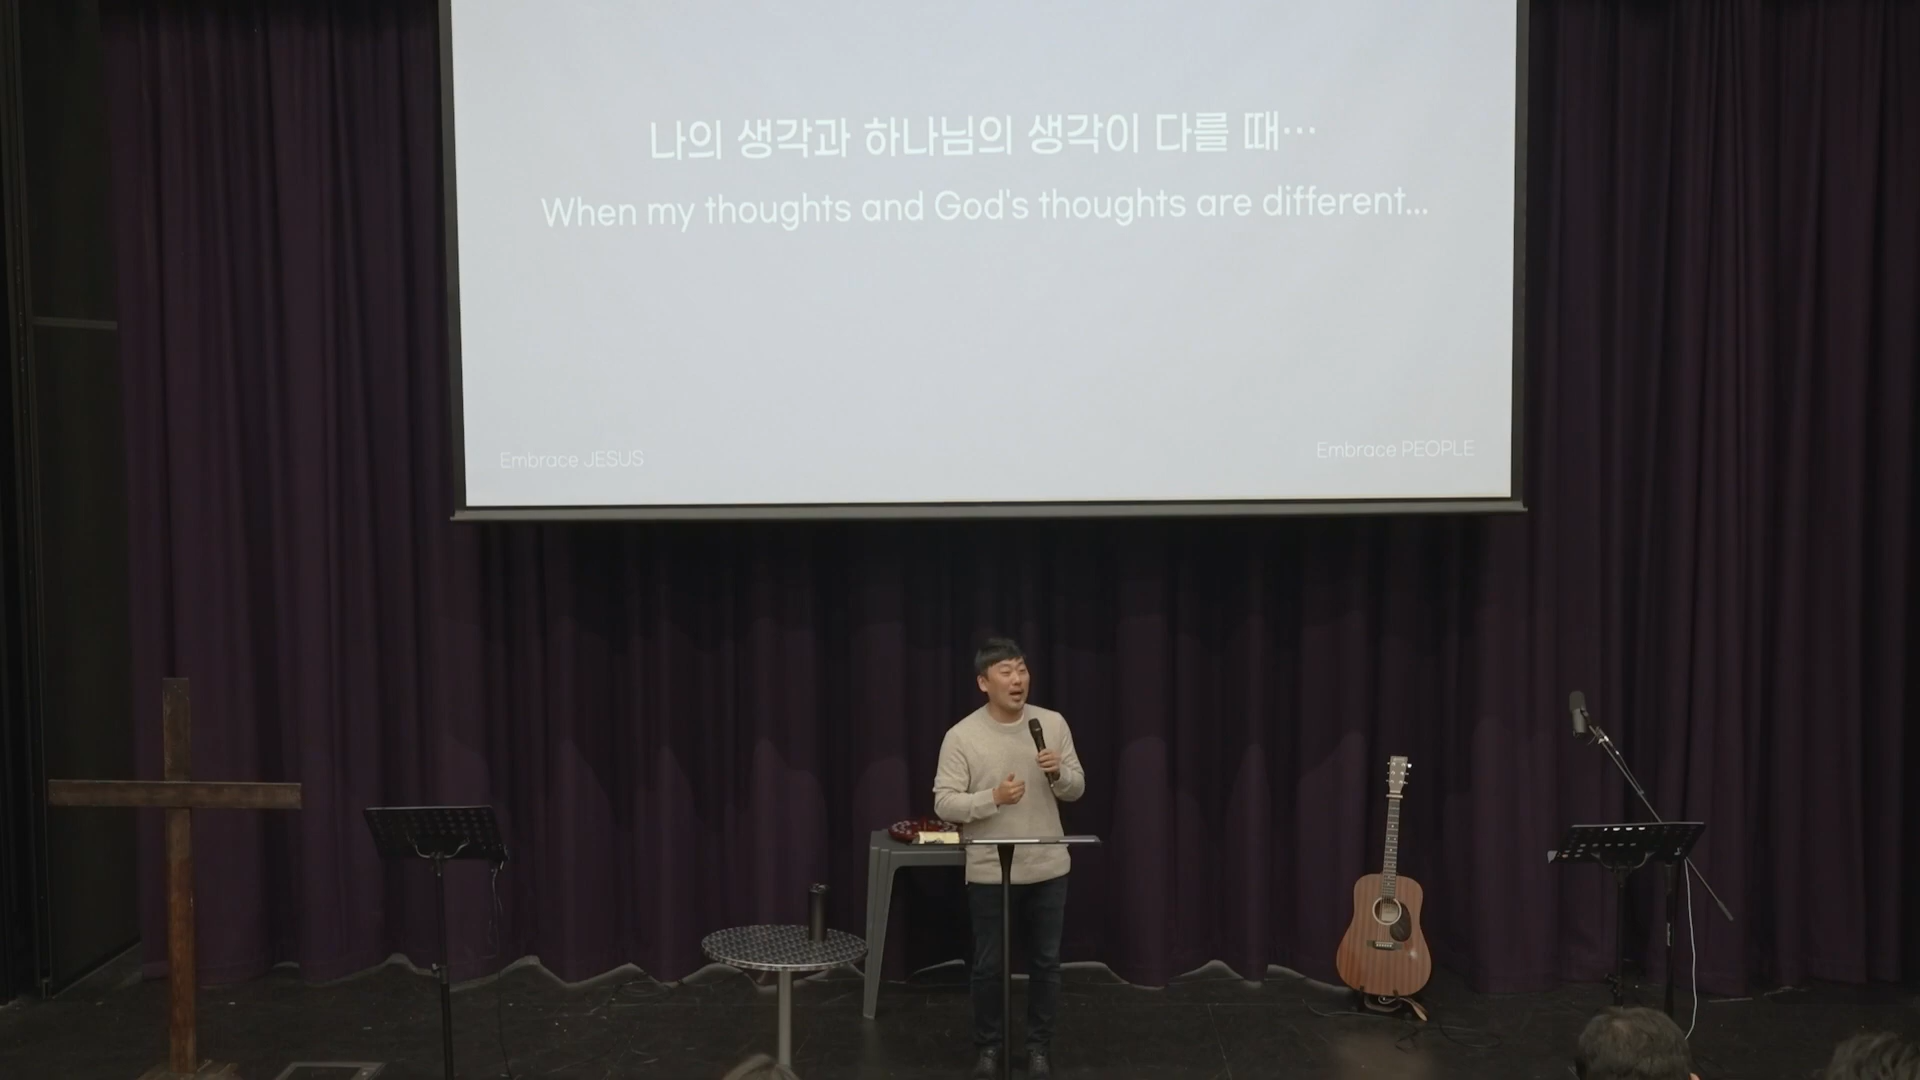 나의 생각과 하나님의 생각이 다를 때…
When my thoughts and God's thoughts are different...
Embrace JESUS
Embrace PEOPLE